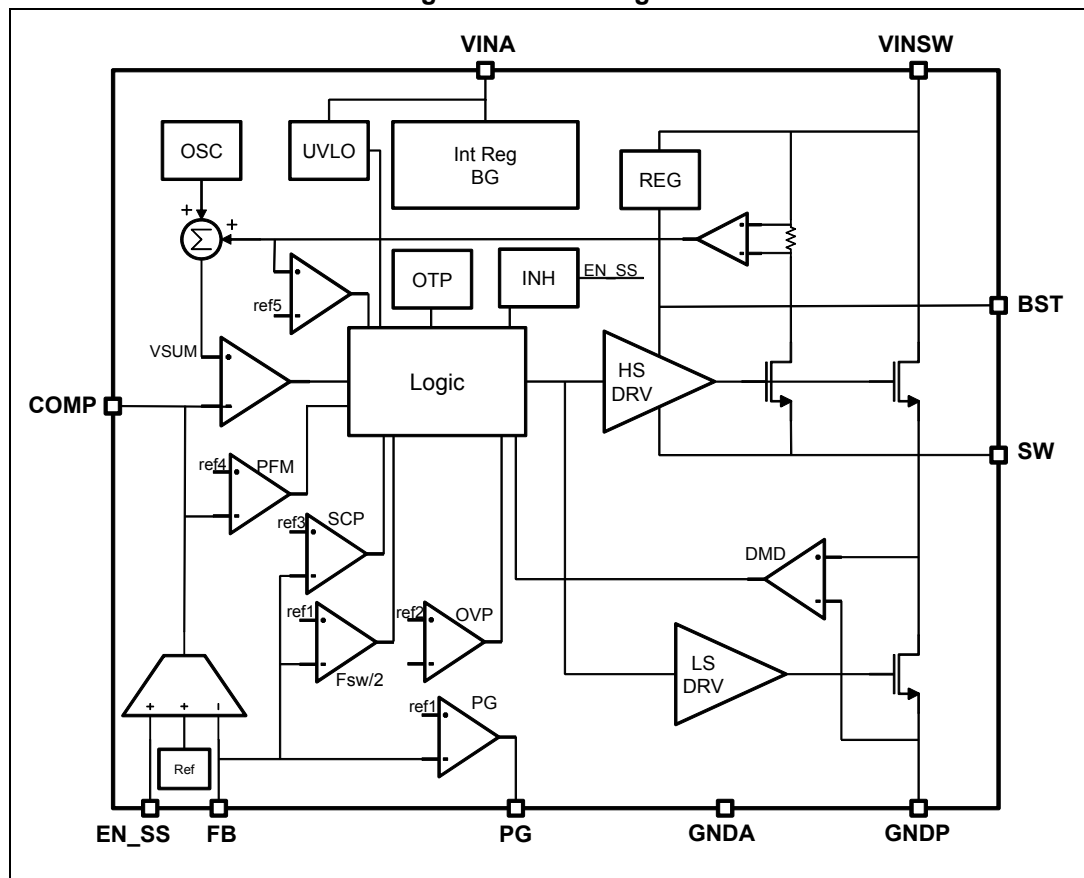 VINA
VINSW
OSC
UVLO
Int Reg
BG
REG
+
+
Σ
OTP
INH
EN_SS
ref5
BST
VSUM
Logic
HS
DRV
COMP
SW
ref4
PFM
ref3
SCP
DMD
ref1
ref2
OVP
Fsw/2
LS
DRV
ref1
PG
+ + -
Ref
EN_SS
FB
PG
GNDA
GNDP